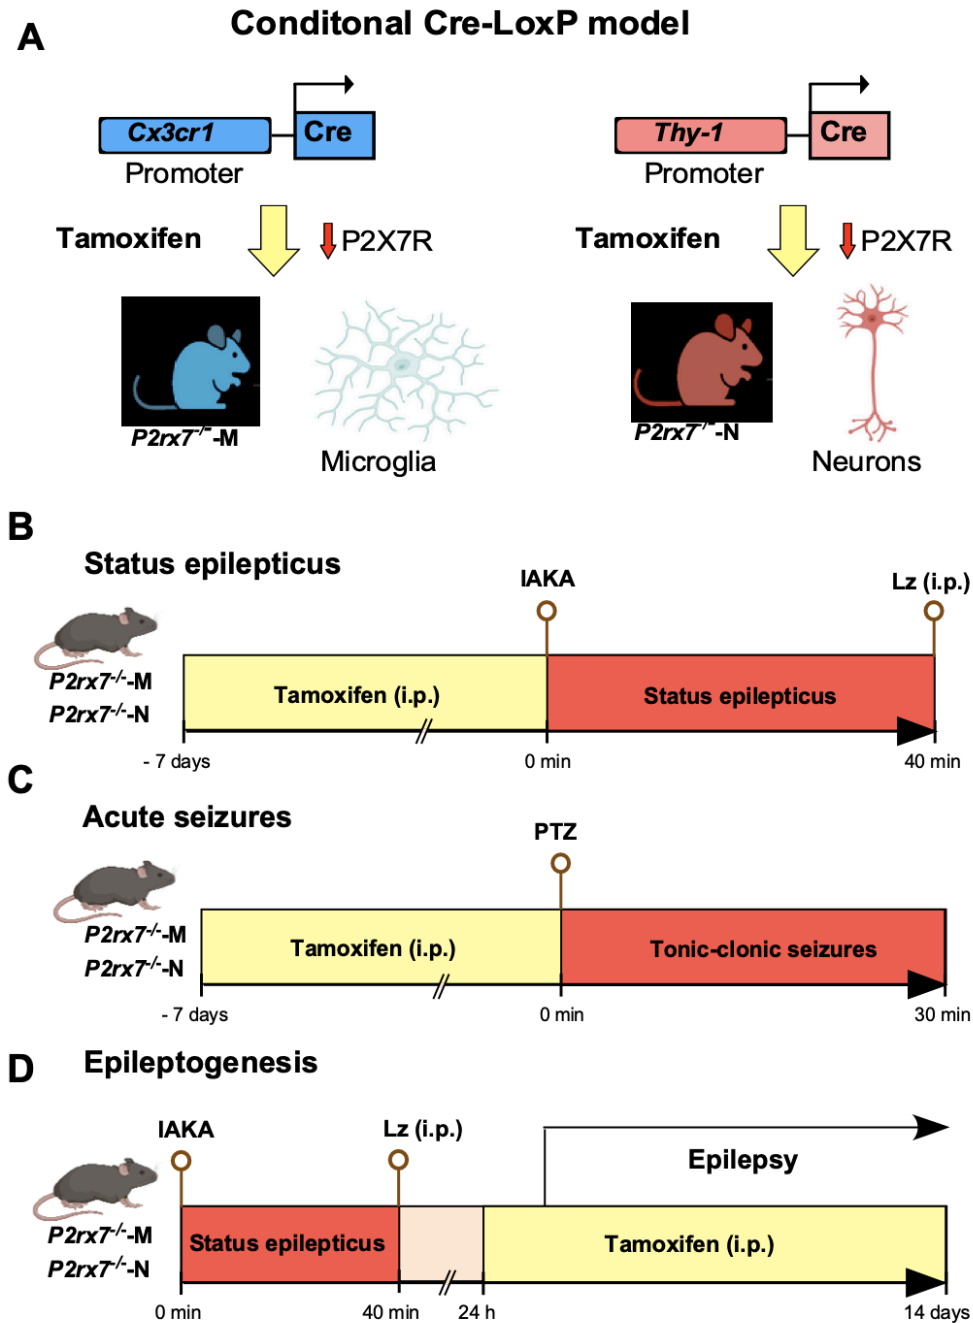 A
Conditonal Cre-LoxP model
Cx3cr1
Cre
Promoter
Tamoxifen
P2X7R
P2rx7-/--M
Microglia
Thy-1
Cre
Promoter
Tamoxifen
P2X7R
P2rx7-/--N
Neurons
B
Status epilepticus
IAKA
Lz (i.p.)
P2rx7-/--M
P2rx7-/--N
Tamoxifen (i.p.)
Status epilepticus
- 7 days
0 min
40 min
C
Acute seizures
PTZ
P2rx7-/--M
P2rx7-/--N
Tamoxifen (i.p.)
Tonic-clonic seizures
- 7 days
0 min
30 min
D
Epileptogenesis
IAKA
Lz (i.p.)
Epilepsy
P2rx7-/--M
P2rx7-/--N
Status epilepticus
Tamoxifen (i.p.)
0 min
40 min
24 h
14 days